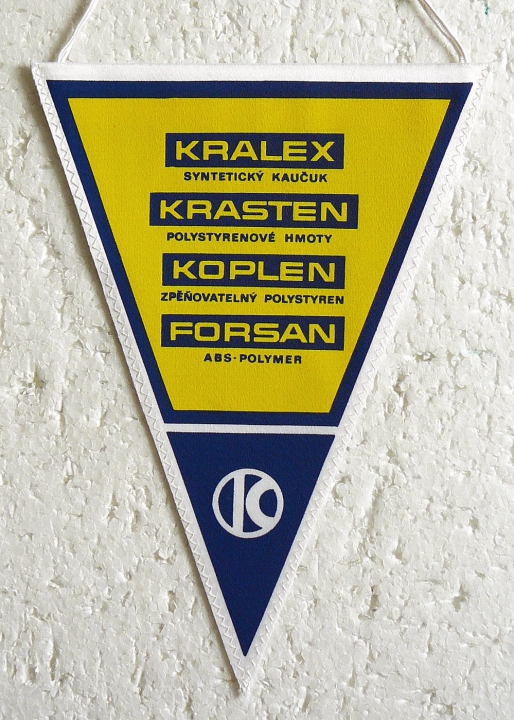 KRALEX
SYNTETICKÝ KAUČUK
KRASTEN
POLYSTYRENOVÉ HMOTY
KOPLEN
ZPĚŇOVATELNÝ POLYSTYREN
FORSAN
ABS-POLYMER
K